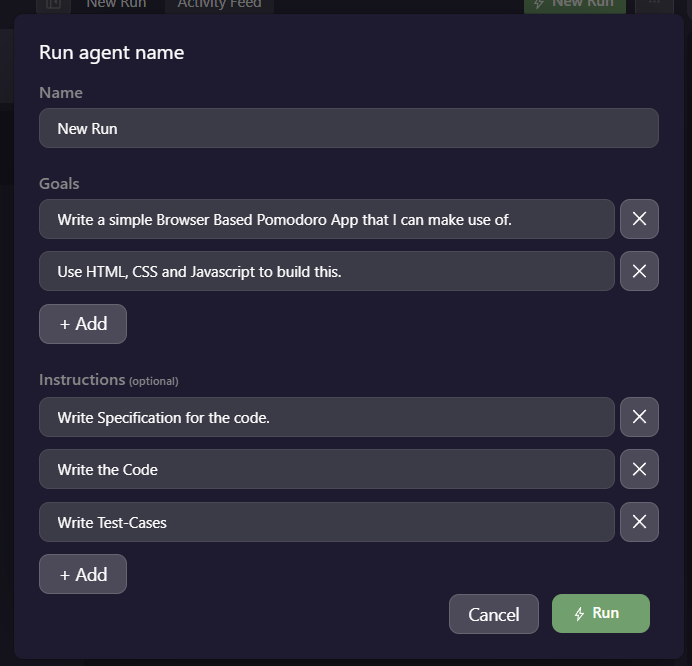 New Run
Activity Feed
New Run
Run agent name
Name
New Run
Goals
Write a simple Browser Based Pomodoro App that I can make use of.
Use HTML, CSS and Javascript to build this.
+ Add
Instructions (optional)
Write Specification for the code.
Write the Code
Write Test-Cases
+ Add
Cancel
Run